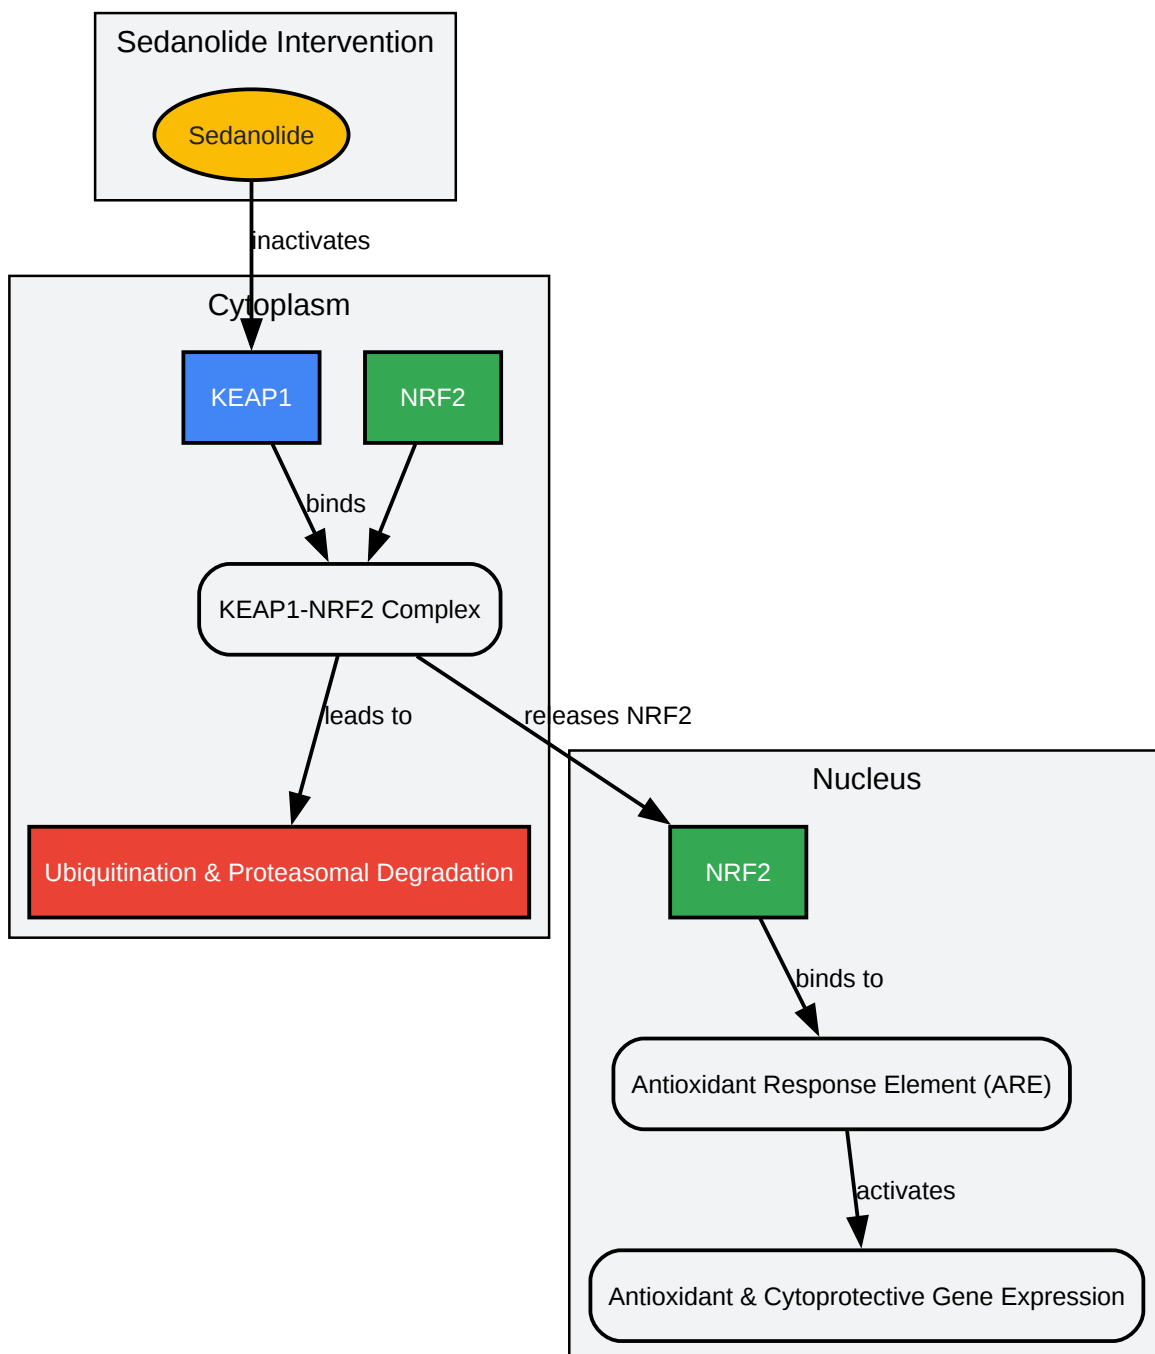 Sedanolide Intervention
Sedanolide
inactivates
Cytoplasm
KEAP1
NRF2
binds
KEAP1-NRF2 Complex
leads to
releases NRF2
Nucleus
Ubiquitination & Proteasomal Degradation
NRF2
binds to
Antioxidant Response Element (ARE)
activates
Antioxidant & Cytoprotective Gene Expression